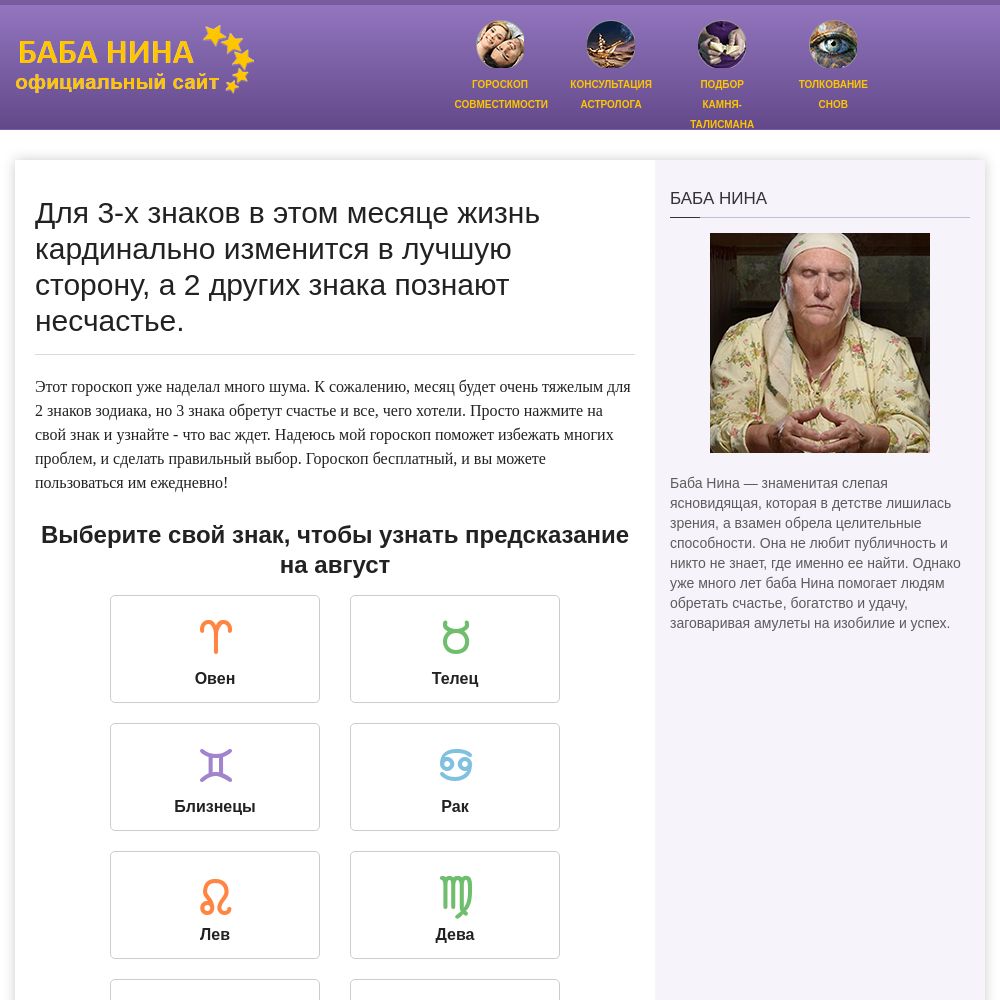 БАБА НИНА
официальный сайт
ГОРОСКОП
СОВМЕСТИМОСТИ
КОНСУЛЬТАЦИЯ
АСТРОЛОГА
ПОДБОР
КАМНЯ-
ТАЛИСМАНА
ТОЛКОВАНИЕ
СНОВ
Для 3-х знаков в этом месяце жизнь
кардинально изменится в лучшую
сторону, а 2 других знака познают
несчастье.
Этот гороскоп уже наделал много шума. К сожалению, месяц будет очень тяжелым для
2 знаков зодиака, но 3 знака обретут счастье и все, чего хотели. Просто нажмите на
свой знак и узнайте - что вас ждет. Надеюсь мой гороскоп поможет избежать многих
проблем, и сделать правильный выбор. Гороскоп бесплатный, и вы можете
пользоваться им ежедневно!
Выберите свой знак, чтобы узнать предсказание
на август
Овен
Телец
Близнецы
Рак
Лев
Дева
БАБА НИНА
Баба Нина — знаменитая слепая
ясновидящая, которая в детстве лишилась
зрения, а взамен обрела целительные
способности. Она не любит публичность и
никто не знает, где именно ее найти. Однако
уже много лет баба Нина помогает людям
обретать счастье, богатство и удачу,
заговаривая амулеты на изобилие и успех.